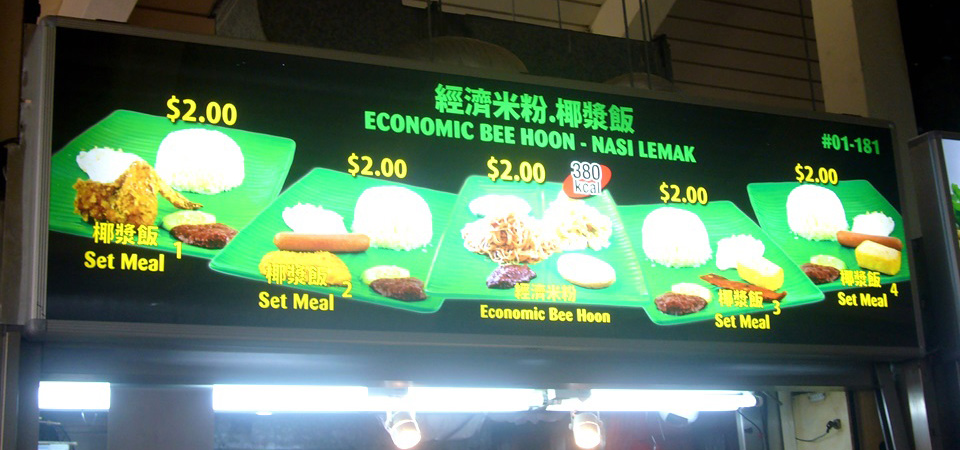 經濟米粉.椰漿飯
ECONOMIC BEE HOON - NASI LEMAK
#01-181
$2.00
椰漿飯 1
Set Meal
$2.00
椰漿飯 2
Set Meal
$2.00
380
kcal
經濟米粉
Economic Bee Hoon
$2.00
椰漿飯 3
Set Meal
$2.00
椰漿飯 4
Set Meal